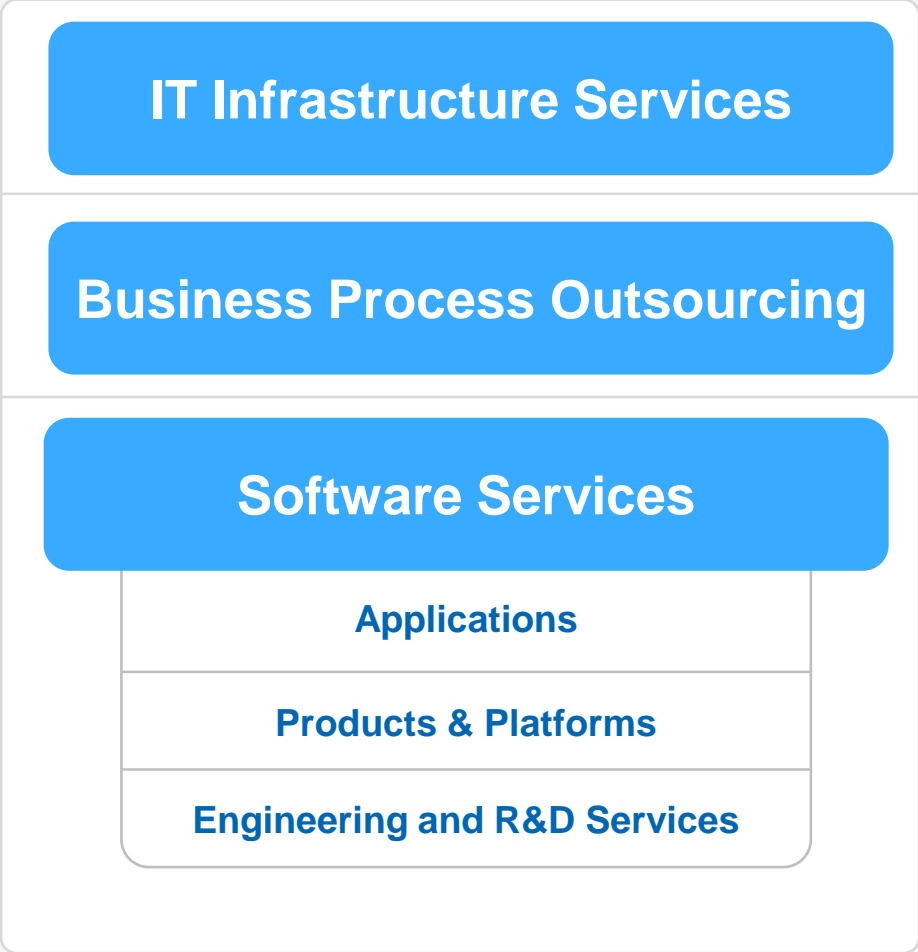 IT Infrastructure Services
Business Process Outsourcing
Software Services
Applications
Products & Platforms
Engineering and R&D Services